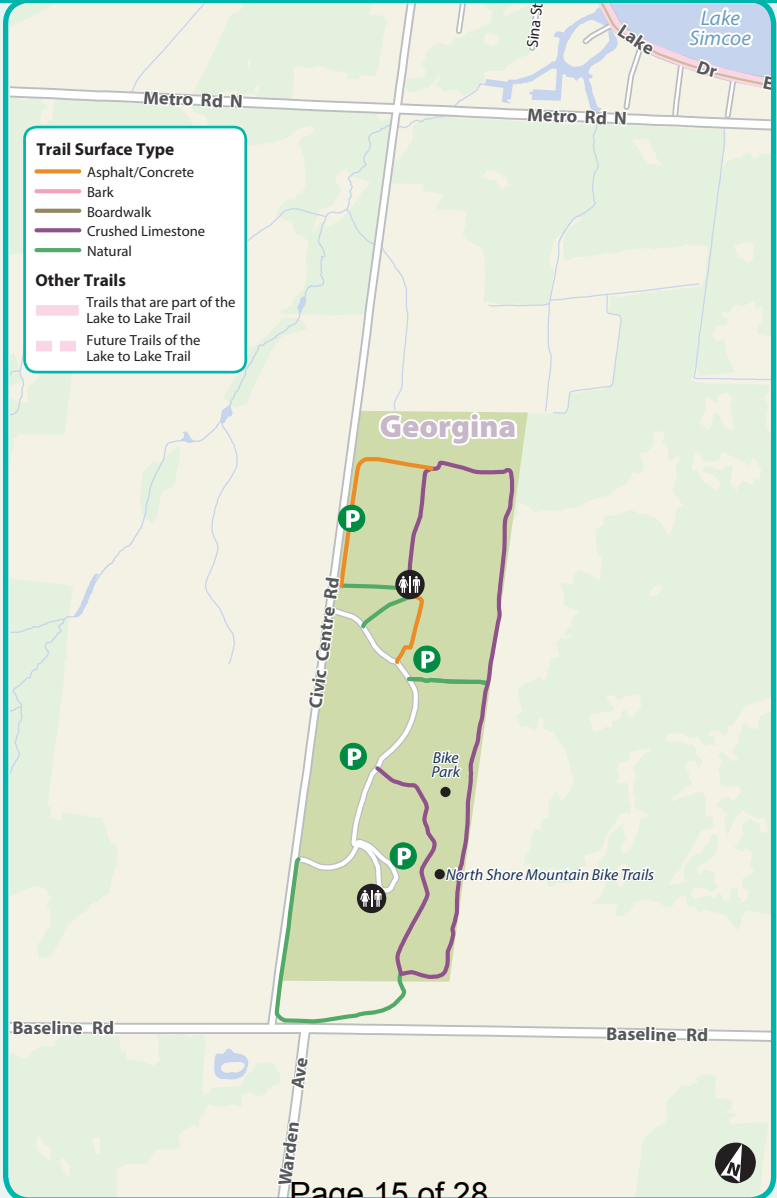 Lake
Simcoe
Sina St
Lake Dr E
Metro Rd N
Metro Rd N
Trail Surface Type
Asphalt/Concrete
Bark
Boardwalk
Crushed Limestone
Natural
Other Trails
Trails that are part of the
Lake to Lake Trail
Future Trails of the
Lake to Lake Trail
Georgina
P
Civic Centre Rd
P
P
Bike
Park
P
North Shore Mountain Bike Trails
Baseline Rd
Baseline Rd
Warden Ave
N
Page 15 of 28